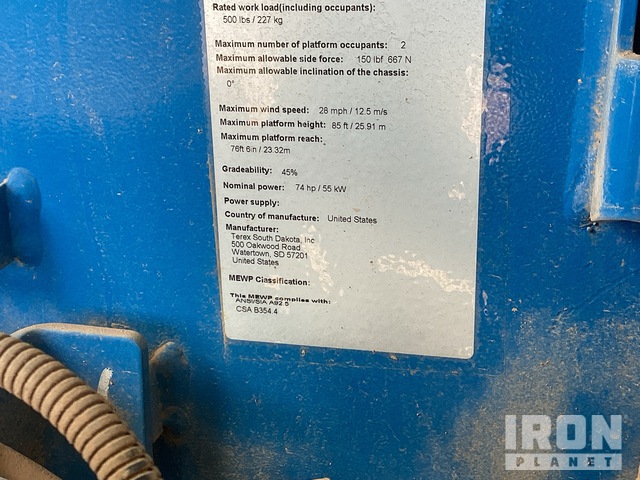 Rated work load(including occupants):
500 lbs / 227 kg
Maximum number of platform occupants: 2
Maximum allowable side force: 150 lbf 667 N
Maximum allowable inclination of the chassis:
0°
Maximum wind speed: 28 mph / 12.5 m/s
Maximum platform height: 85 ft / 25.91 m
Maximum platform reach:
76ft 6in / 23.32m
Gradeability: 45%
Nominal power: 74 hp / 55 kW
Power supply:
Country of manufacture: United States
Manufacturer:
Terex South Dakota, Inc
500 Oakwood Road
Watertown, SD 57201
United States
MEWP Classification:
This MEWP complies with:
ANSI/SIA A92.5
CSA B354.4
IRON
PLANET